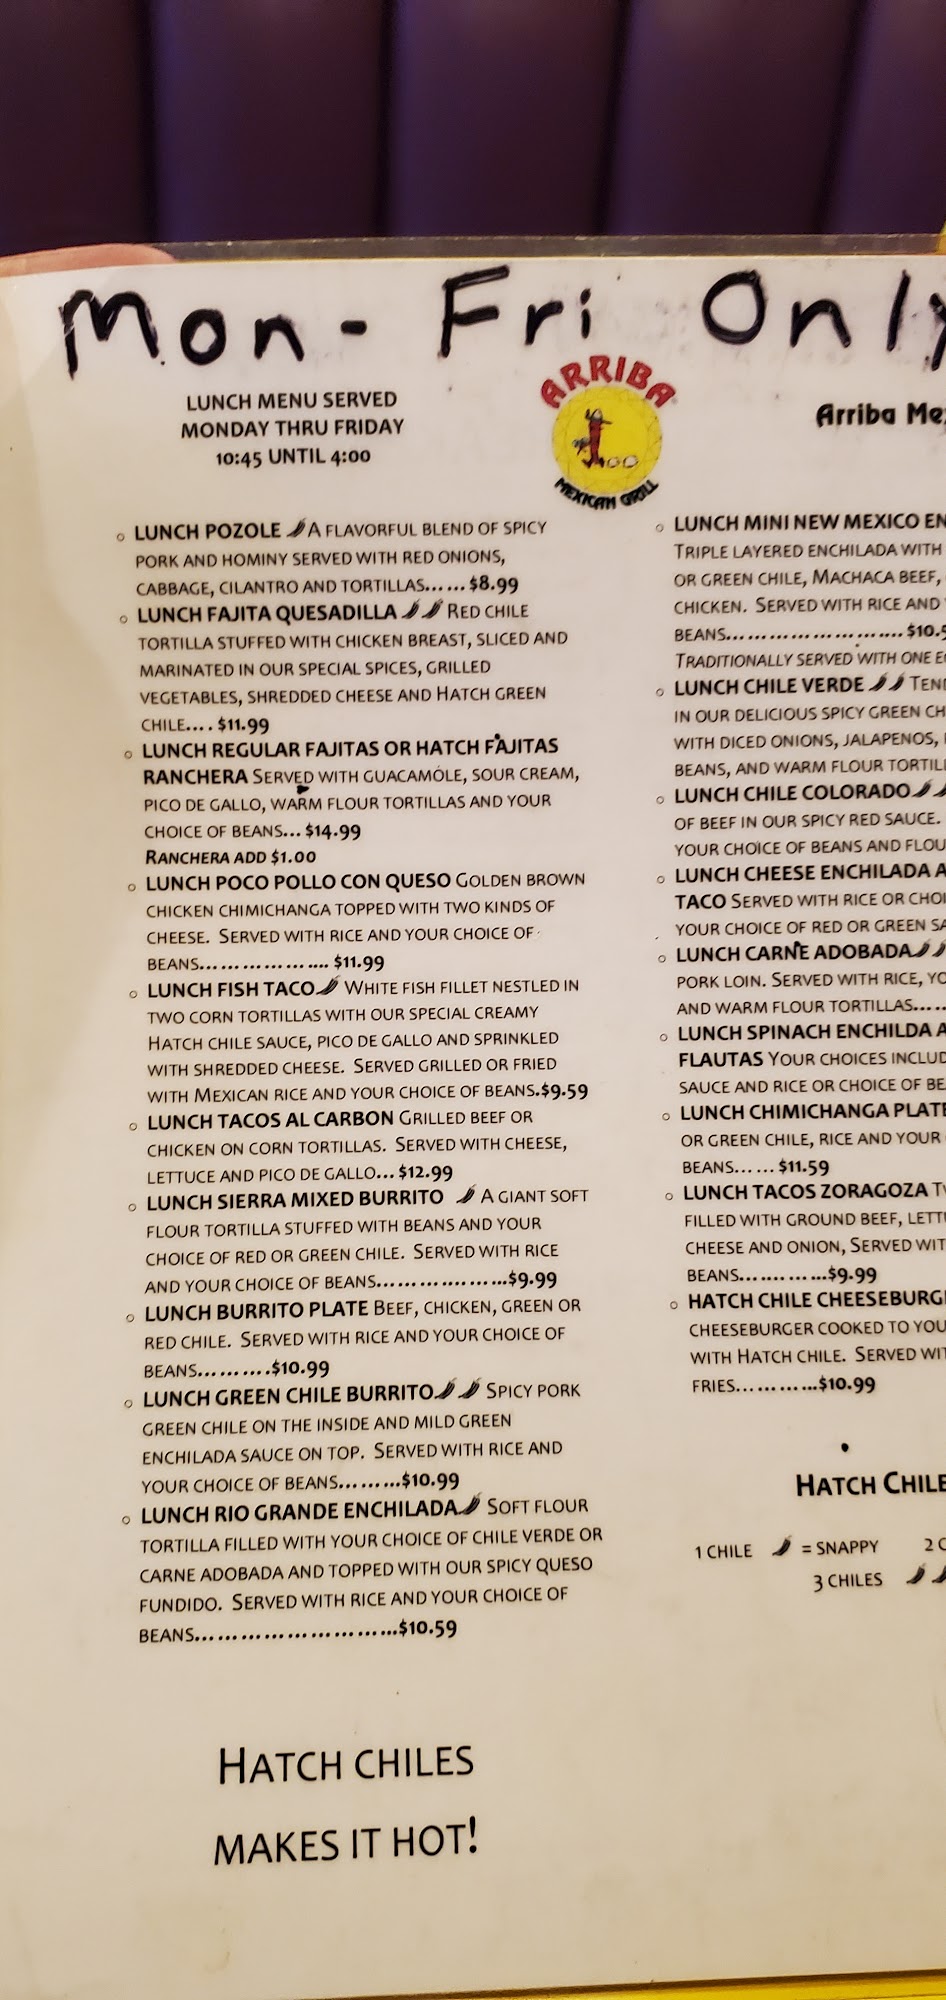 Mon - Fri Only
LUNCH MENU SERVED
MONDAY THRU FRIDAY
10:45 UNTIL 4:00
ARRIBA
MEXICAN GRILL
Arriba
LUNCH POZOLE A FLAVORFUL BLEND OF SPICY
PORK AND HOMINY SERVED WITH RED ONIONS,
CABBAGE, CILANTRO AND TORTILLAS...... $8.99
LUNCH FAJITA QUESADILLA RED CHILE
TORTILLA STUFFED WITH CHICKEN BREAST, SLICED AND
MARINATED IN OUR SPECIAL SPICES, GRILLED
VEGETABLES, SHREDDED CHEESE AND HATCH GREEN
CHILE.... $11.99
LUNCH REGULAR FAJITAS OR HATCH FAJITAS
RANCHERA SERVED WITH GUACAMOLE, SOUR CREAM,
PICO DE GALLO, WARM FLOUR TORTILLAS AND YOUR
CHOICE OF BEANS... $14.99
RANCHERA ADD $1.00
LUNCH POCO POLLO CON QUESO GOLDEN BROWN
CHICKEN CHIMICHANGA TOPPED WITH TWO KINDS OF
CHEESE. SERVED WITH RICE AND YOUR CHOICE OF
BEANS.................... $11.99
LUNCH FISH TACO WHITE FISH FILLET NESTLED IN
TWO CORN TORTILLAS WITH OUR SPECIAL CREAMY
HATCH CHILE SAUCE, PICO DE GALLO AND SPRINKLED
WITH SHREDDED CHEESE. SERVED GRILLED OR FRIED
WITH MEXICAN RICE AND YOUR CHOICE OF BEANS.$9.59
LUNCH TACOS AL CARBON GRILLED BEEF OR
CHICKEN ON CORN TORTILLAS. SERVED WITH CHEESE,
LETTUCE AND PICO DE GALLO... $12.99
LUNCH SIERRA MIXED BURRITO A GIANT SOFT
FLOUR TORTILLA STUFFED WITH BEANS AND YOUR
CHOICE OF RED OR GREEN CHILE. SERVED WITH RICE
AND YOUR CHOICE OF BEANS....................$9.99
LUNCH BURRITO PLATE BEEF, CHICKEN, GREEN OR
RED CHILE. SERVED WITH RICE AND YOUR CHOICE OF
BEANS..........$10.99
LUNCH GREEN CHILE BURRITO SPICY PORK
GREEN CHILE ON THE INSIDE AND MILD GREEN
ENCHILADA SAUCE ON TOP. SERVED WITH RICE AND
YOUR CHOICE OF BEANS.........$10.99
LUNCH RIO GRANDE ENCHILADA SOFT FLOUR
TORTILLA FILLED WITH YOUR CHOICE OF CHILE VERDE OR
CARNE ADOBADA AND TOPPED WITH OUR SPICY QUESO
FUNDIDO. SERVED WITH RICE AND YOUR CHOICE OF
BEANS..............................$10.59
HATCH CHILES
MAKES IT HOT!
LUNCH MINI NEW MEXICO
TRIPLE LAYERED ENCHILADA WITH
OR GREEN CHILE, MACHACA BEEF,
CHICKEN. SERVED WITH RICE AND
BEANS.......................... $10.5
TRADITIONALLY SERVED WITH ONE
LUNCH CHILE VERDE
IN OUR DELICIOUS SPICY GREEN
WITH DICED ONIONS, JALAPENOS,
BEANS, AND WARM FLOUR
LUNCH CHILE COLORADO
OF BEEF IN OUR SPICY RED SAUCE.
YOUR CHOICE OF BEANS AND
LUNCH CHEESE ENCHILADA
TACO SERVED WITH RICE OR
YOUR CHOICE OF RED OR GREEN
LUNCH CARNE ADOBADA
PORK LOIN. SERVED WITH RICE,
AND WARM FLOUR TORTILLAS.....
LUNCH SPINACH ENCHILDA
FLAUTAS YOUR CHOICES
SAUCE AND RICE OR CHOICE OF
LUNCH CHIMICHANGA PLATE
OR GREEN CHILE, RICE AND YOUR
BEANS...... $11.59
LUNCH TACOS ZORAGOZA
FILLED WITH GROUND BEEF,
CHEESE AND ONION, SERVED
BEANS.............$9.99
HATCH CHILE
CHEESEBURGER COOKED TO
WITH HATCH CHILE. SERVED
FRIES............$10.99
HATCH CHILE
1 CHILE = SNAPPY 2
3 CHILES